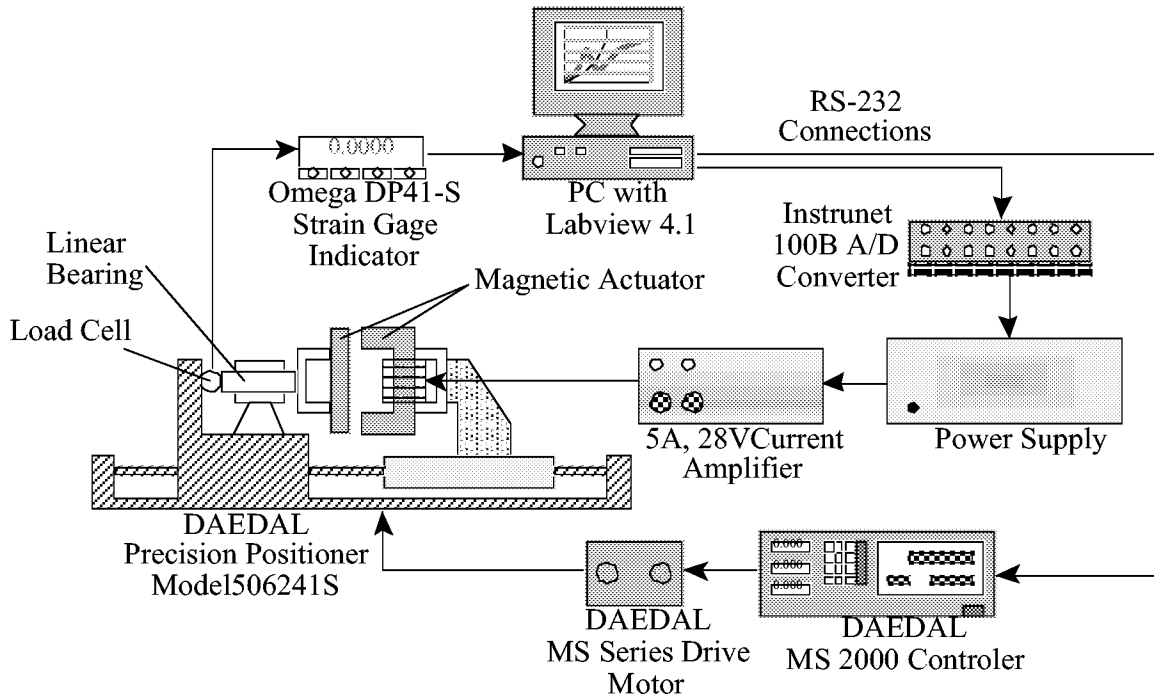 0.0000
Omega DP41-S
Strain Gage
Indicator
PC with
Labview 4.1
RS-232
Connections
Instrunet
100B A/D
Converter
Linear
Bearing
Load Cell
Magnetic Actuator
5A, 28VCurrent
Amplifier
Power Supply
DAEDAL
Precision Positioner
Model506241S
DAEDAL
MS Series Drive
Motor
0.000
0.000
0.000
DAEDAL
MS 2000 Controler